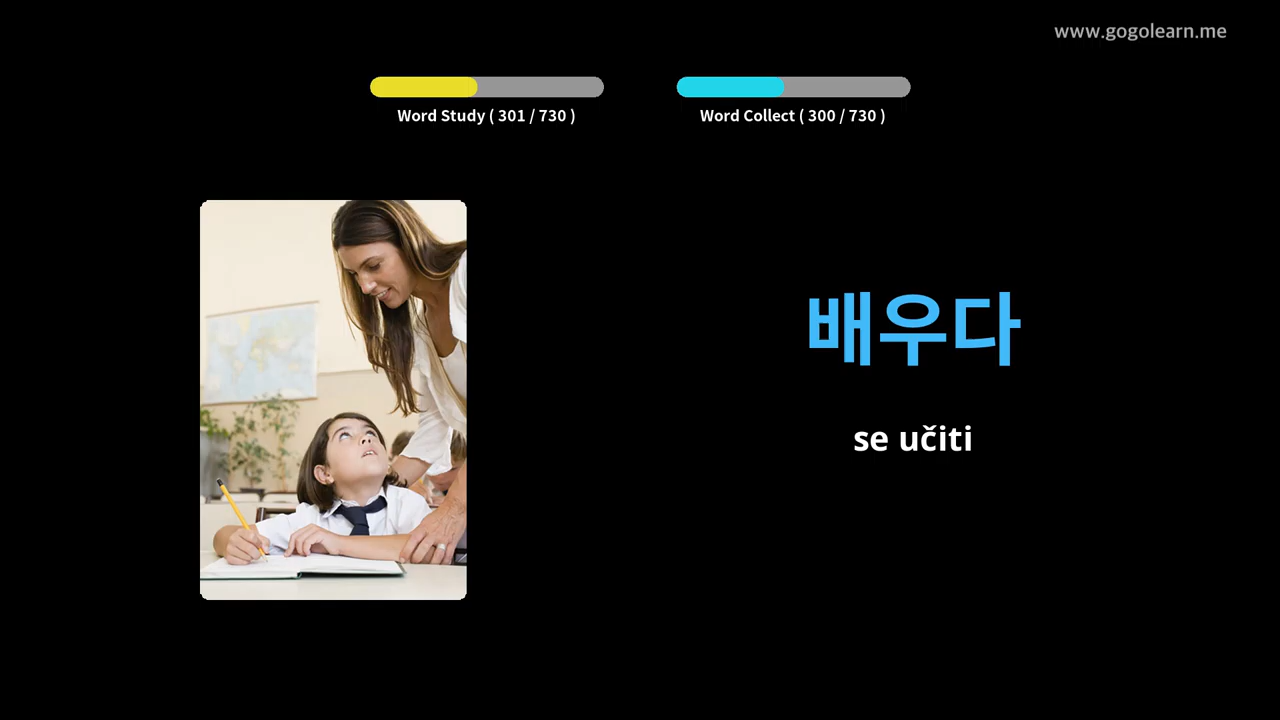 www.gogolearn.me
Word Study ( 301 / 730 )
Word Collect ( 300 / 730 )
배우다
se učiti